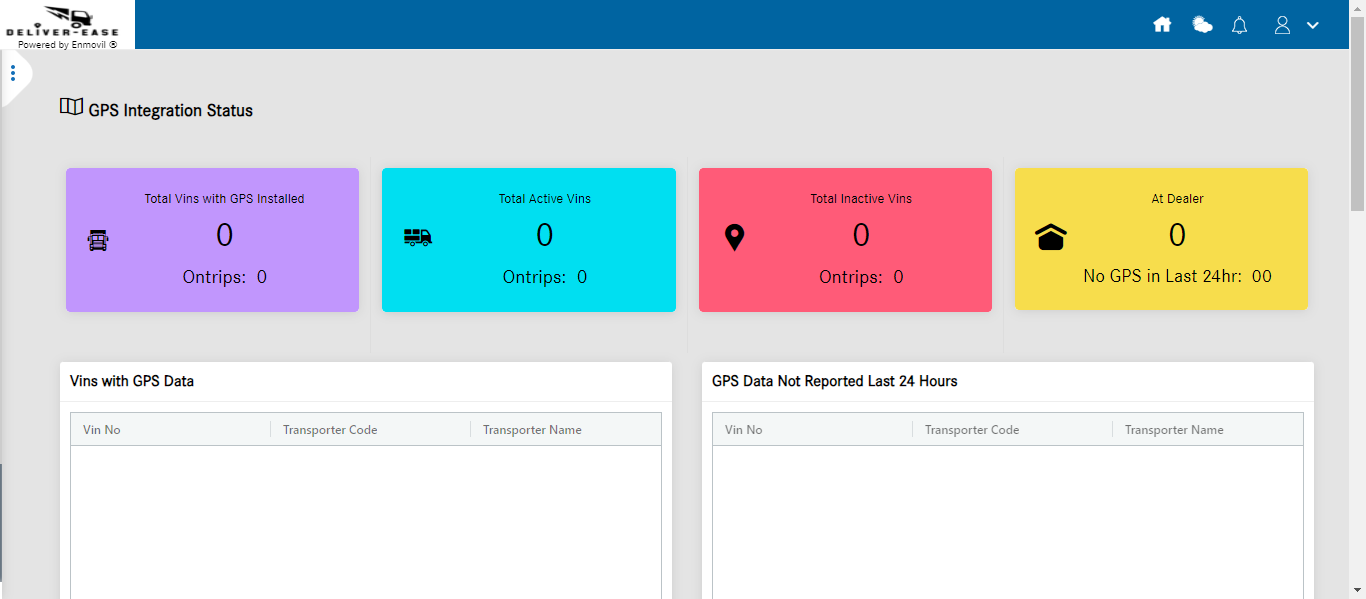 DELIVER-EASE
Powered by Enmovil ®
GPS Integration Status
Total Vins with GPS Installed
0
Ontrips: 0
Total Active Vins
0
Ontrips: 0
Total Inactive Vins
0
Ontrips: 0
At Dealer
0
No GPS in Last 24hr: 00
Vins with GPS Data
Vin No Transporter Code Transporter Name
GPS Data Not Reported Last 24 Hours
Vin No Transporter Code Transporter Name